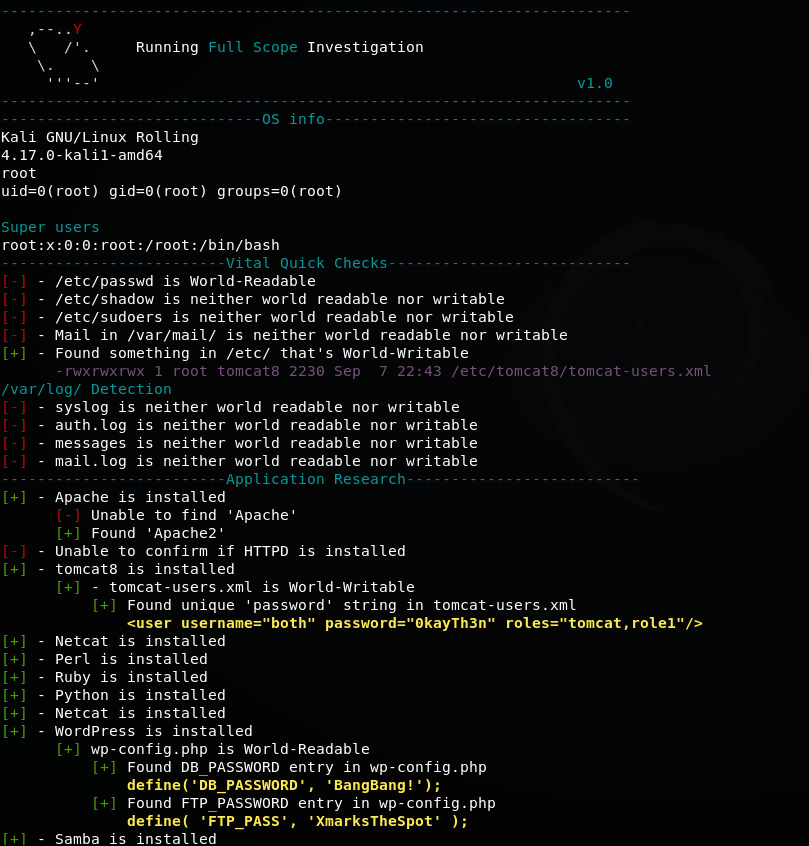 ----------------------------------------------------------------------
   ,--..Y
   \   /'.     Running Full Scope Investigation
    \.    \
     '''--'                                                     v1.0
----------------------------------------------------------------------
-----------------------------OS info----------------------------------
Kali GNU/Linux Rolling
4.17.0-kali1-amd64
root
uid=0(root) gid=0(root) groups=0(root)

Super users
root:x:0:0:root:/root:/bin/bash
-------------------------Vital Quick Checks---------------------------
[-] - /etc/passwd is World-Readable
[-] - /etc/shadow is neither world readable nor writable
[-] - /etc/sudoers is neither world readable nor writable
[-] - Mail in /var/mail/ is neither world readable nor writable
[+] - Found something in /etc/ that's World-Writable
      -rwxrwxrwx 1 root tomcat8 2230 Sep  7 22:43 /etc/tomcat8/tomcat-users.xml
/var/log/ Detection
[-] - syslog is neither world readable nor writable
[-] - auth.log is neither world readable nor writable
[-] - messages is neither world readable nor writable
[-] - mail.log is neither world readable nor writable
-------------------------Application Research--------------------------
[+] - Apache is installed
      [-] Unable to find 'Apache'
      [+] Found 'Apache2'
[-] - Unable to confirm if HTTPD is installed
[+] - tomcat8 is installed
      [+] - tomcat-users.xml is World-Writable
          [+] Found unique 'password' string in tomcat-users.xml
              <user username="both" password="0kayTh3n" roles="tomcat,role1"/>
[+] - Netcat is installed
[+] - Perl is installed
[+] - Ruby is installed
[+] - Python is installed
[+] - Netcat is installed
[+] - WordPress is installed
      [+] wp-config.php is World-Readable
          [+] Found DB_PASSWORD entry in wp-config.php
              define('DB_PASSWORD', 'BangBang!');
          [+] Found FTP_PASSWORD entry in wp-config.php
              define( 'FTP_PASS', 'XmarksTheSpot' );
[+] - Samba is installed